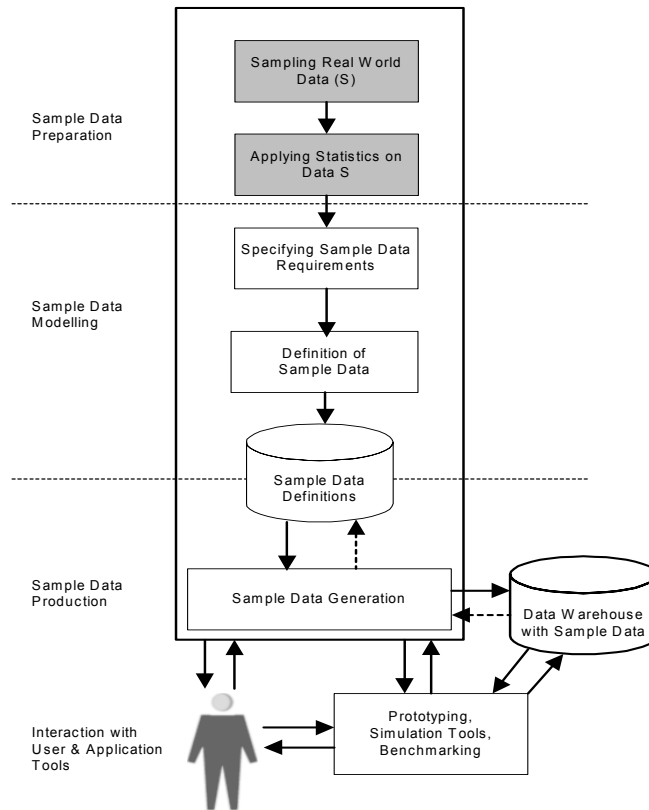 Sampling Real World
Data (S)
Sample Data
Preparation
Applying Statistics on
Data S
Specifying Sample Data
Requirements
Sample Data
Modelling
Definition of
Sample Data
Sample Data
Definitions
Sample Data
Production
Sample Data Generation
Data Warehouse
with Sample Data
Interaction with
User & Application
Tools
Prototyping,
Simulation Tools,
Benchmarking